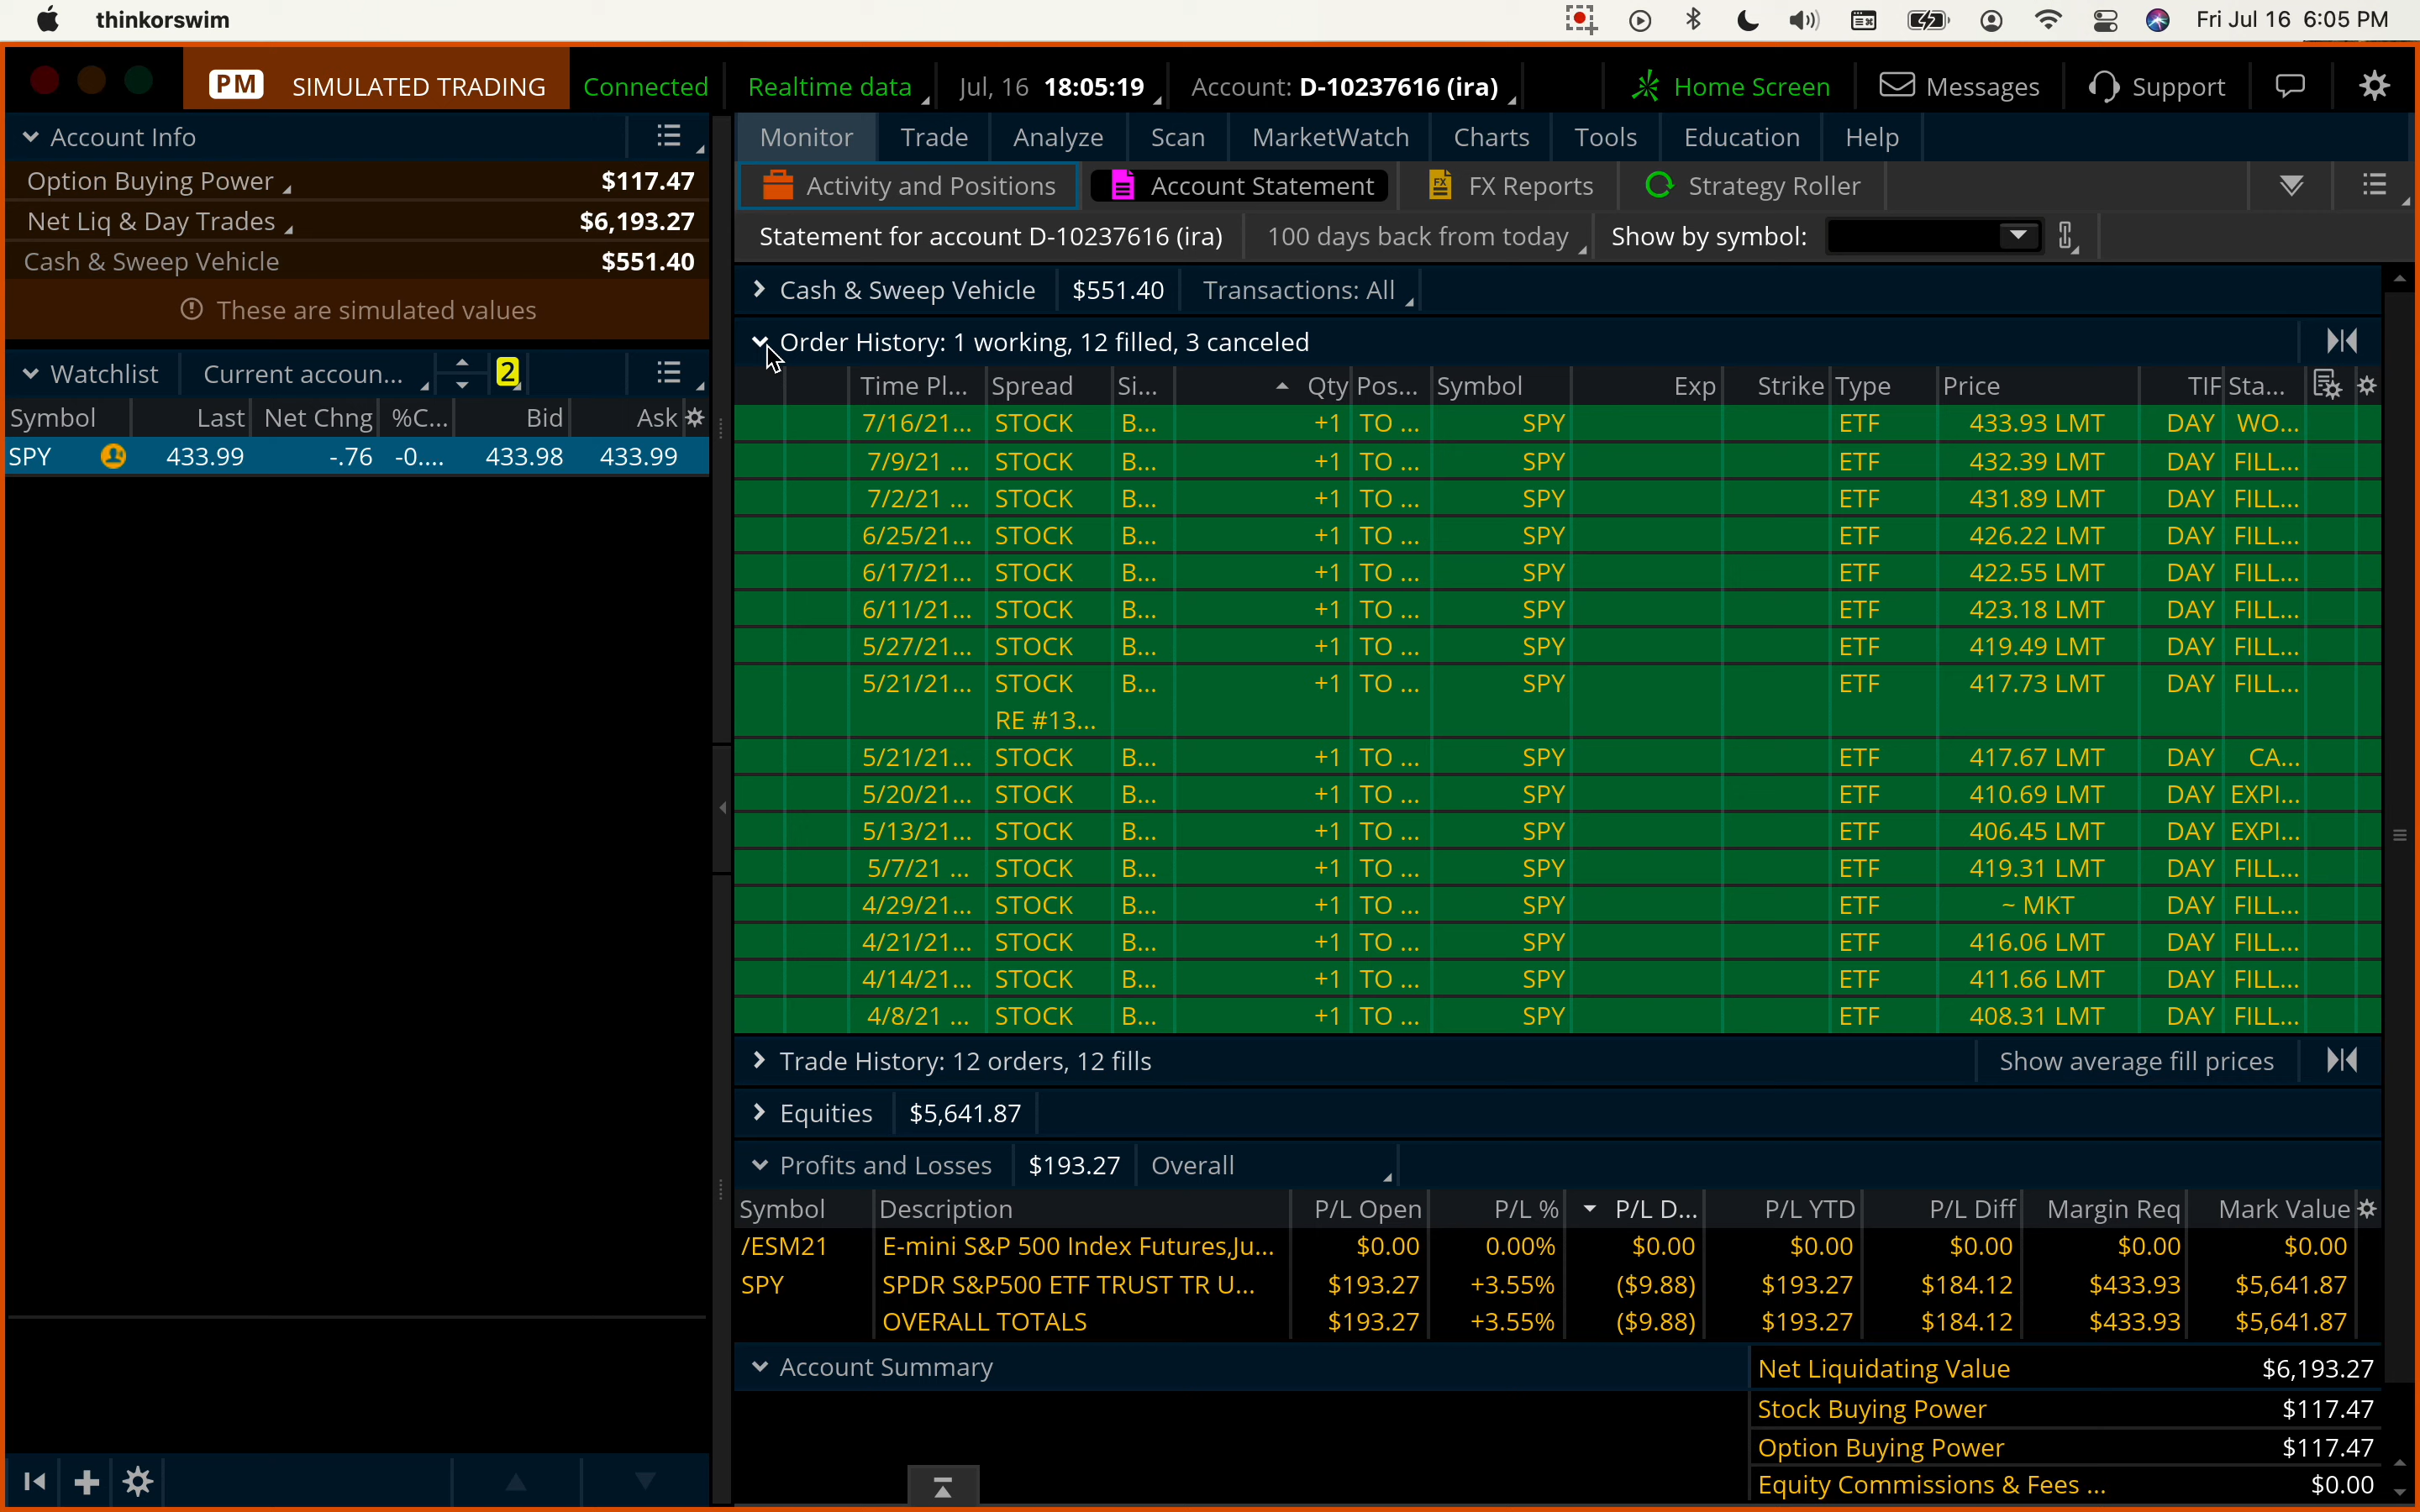 thinkorswim Fri Jul 16 6:05 PM
PM SIMULATED TRADING Connected Realtime data Jul, 16 18:05:19 Account: D-10237616 (ira) Home Screen Messages Support
Account Info
Option Buying Power $117.47
Net Liq & Day Trades $6,193.27
Cash & Sweep Vehicle $551.40
These are simulated values
Watchlist Current accoun... 2
Symbol Last Net Chng %C... Bid Ask
SPY 433.99 -.76 -0.... 433.98 433.99
Monitor Trade Analyze Scan MarketWatch Charts Tools Education Help
Activity and Positions Account Statement FX FX Reports Strategy Roller
Statement for account D-10237616 (ira) 100 days back from today Show by symbol:
Cash & Sweep Vehicle $551.40 Transactions: All
Order History: 1 working, 12 filled, 3 canceled
Time Pl... Spread Si... Qty Pos... Symbol Exp Strike Type Price TIF Sta...
7/16/21... STOCK B... +1 TO ... SPY ETF 433.93 LMT DAY WO...
7/9/21 ... STOCK B... +1 TO ... SPY ETF 432.39 LMT DAY FILL...
7/2/21 ... STOCK B... +1 TO ... SPY ETF 431.89 LMT DAY FILL...
6/25/21... STOCK B... +1 TO ... SPY ETF 426.22 LMT DAY FILL...
6/17/21... STOCK B... +1 TO ... SPY ETF 422.55 LMT DAY FILL...
6/11/21... STOCK B... +1 TO ... SPY ETF 423.18 LMT DAY FILL...
5/27/21... STOCK B... +1 TO ... SPY ETF 419.49 LMT DAY FILL...
5/21/21... STOCK B... +1 TO ... SPY ETF 417.73 LMT DAY FILL...
RE #13...
5/21/21... STOCK B... +1 TO ... SPY ETF 417.67 LMT DAY CA...
5/20/21... STOCK B... +1 TO ... SPY ETF 410.69 LMT DAY EXPI...
5/13/21... STOCK B... +1 TO ... SPY ETF 406.45 LMT DAY EXPI...
5/7/21 ... STOCK B... +1 TO ... SPY ETF 419.31 LMT DAY FILL...
4/29/21... STOCK B... +1 TO ... SPY ETF ~ MKT DAY FILL...
4/21/21... STOCK B... +1 TO ... SPY ETF 416.06 LMT DAY FILL...
4/14/21... STOCK B... +1 TO ... SPY ETF 411.66 LMT DAY FILL...
4/8/21 ... STOCK B... +1 TO ... SPY ETF 408.31 LMT DAY FILL...
Trade History: 12 orders, 12 fills Show average fill prices
Equities $5,641.87
Profits and Losses $193.27 Overall
Symbol Description P/L Open P/L % P/L D... P/L YTD P/L Diff Margin Req Mark Value
/ESM21 E-mini S&P 500 Index Futures,Ju... $0.00 0.00% $0.00 $0.00 $0.00 $0.00 $0.00
SPY SPDR S&P500 ETF TRUST TR U... $193.27 +3.55% ($9.88) $193.27 $184.12 $433.93 $5,641.87
OVERALL TOTALS $193.27 +3.55% ($9.88) $193.27 $184.12 $433.93 $5,641.87
Account Summary
Net Liquidating Value $6,193.27
Stock Buying Power $117.47
Option Buying Power $117.47
Equity Commissions & Fees ... $0.00